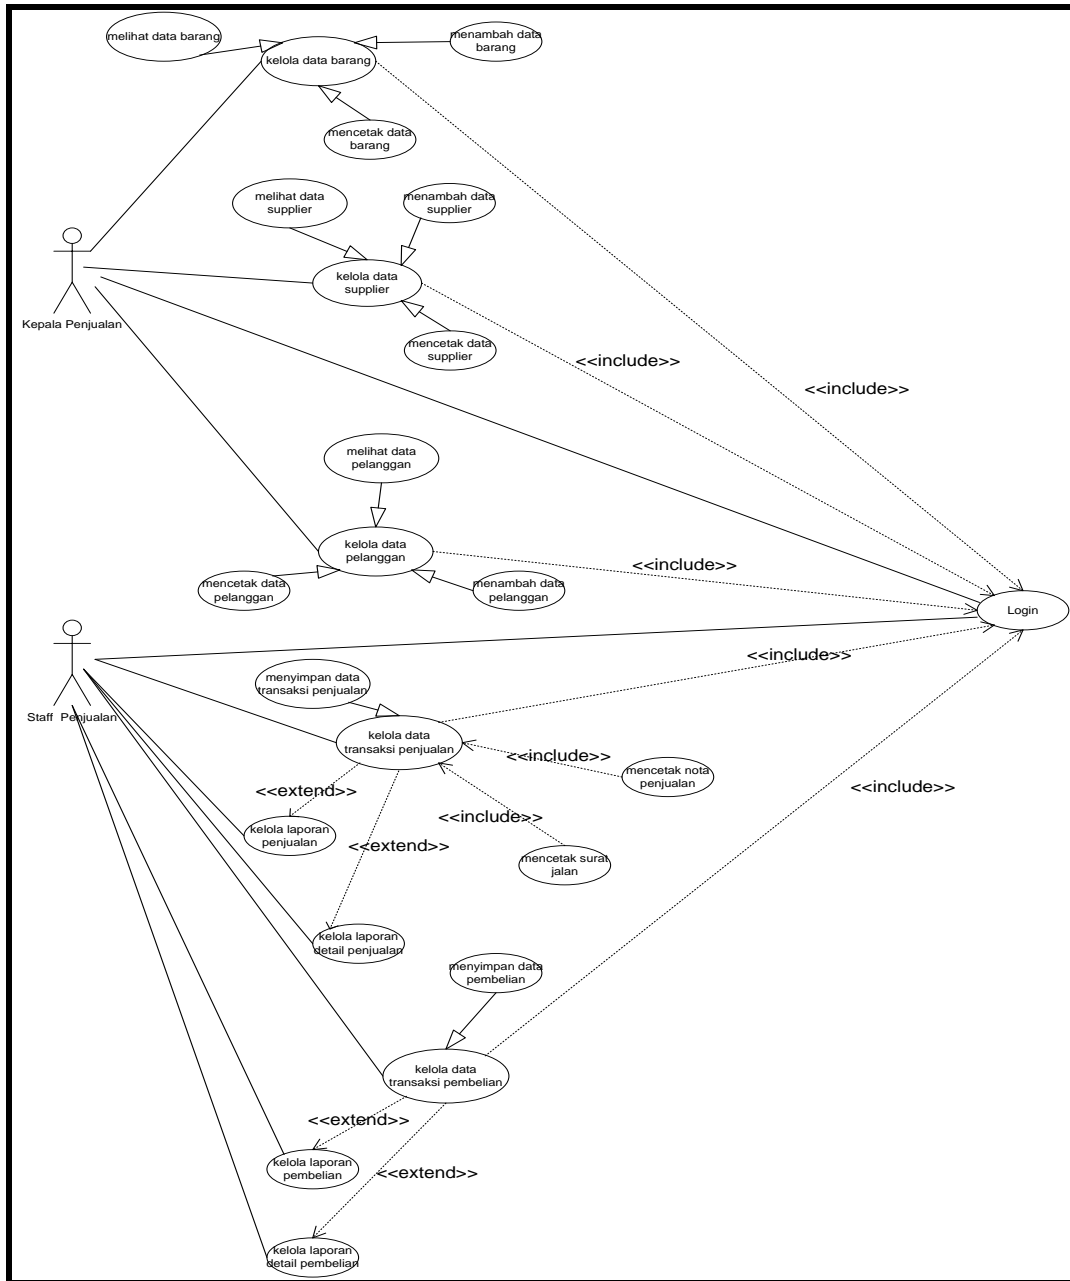 melihat data barang
menambah data
barang
kelola data barang
mencetak data
barang
melihat data
supplier
menambah data
supplier
kelola data
supplier
Kepala Penjualan
mencetak data
supplier
<<include>>
<<include>>
melihat data
pelanggan
kelola data
pelanggan
<<include>>
mencetak data
pelanggan
menambah data
pelanggan
Login
<<include>>
menyimpan data
transaksi penjualan
Staff Penjualan
kelola data
transaksi penjualan
<<include>>
mencetak nota
penjualan
<<include>>
<<extend>>
<<include>>
kelola laporan
penjualan
<<extend>>
mencetak surat
jalan
kelola laporan
detail penjualan
menyimpan data
pembelian
kelola data
transaksi pembelian
<<extend>>
kelola laporan
pembelian
<<extend>>
kelola laporan
detail pembelian